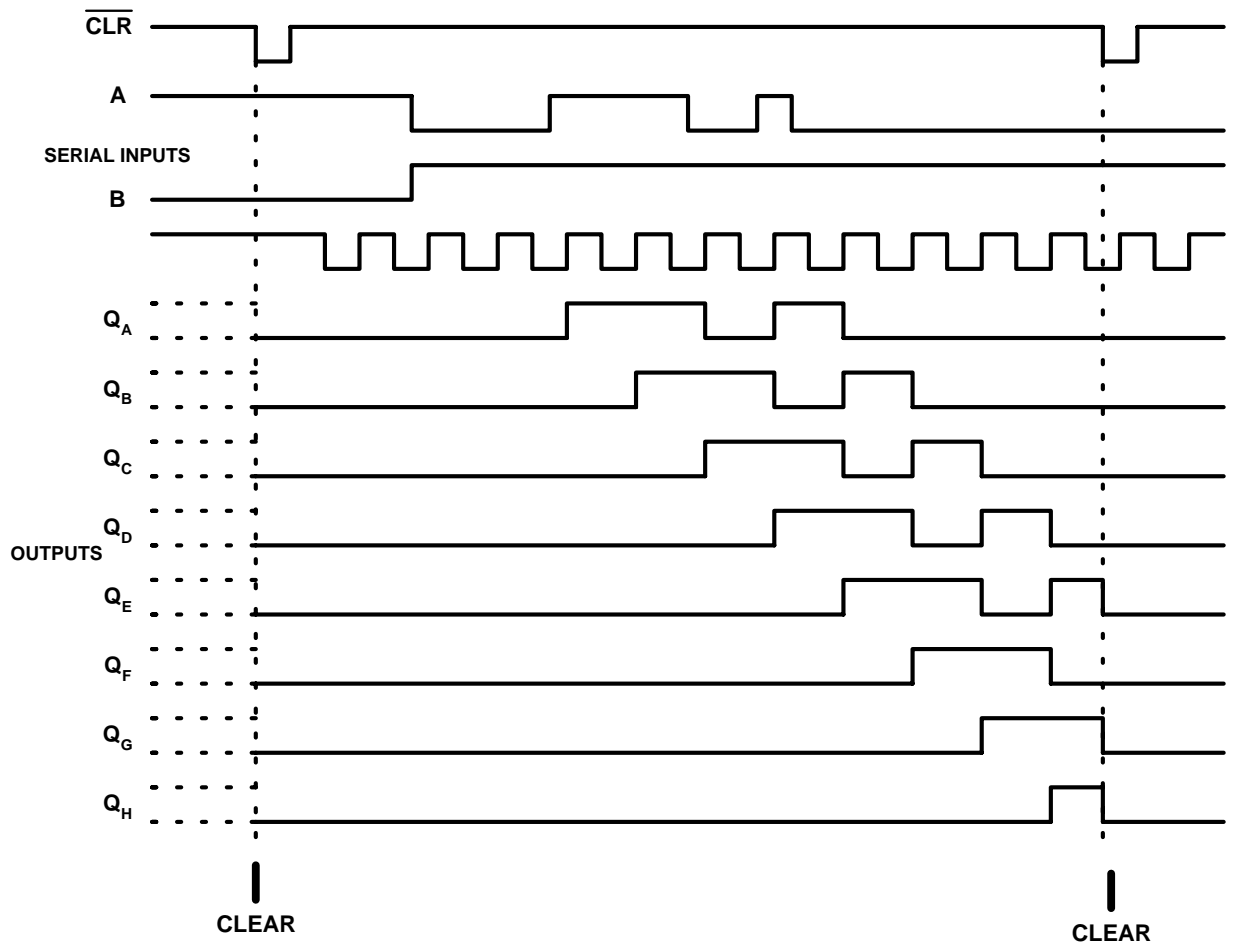 CLR
A
SERIAL INPUTS
B
QA
QB
QC
QD
OUTPUTS
QE
QF
QG
QH
CLEAR
CLEAR